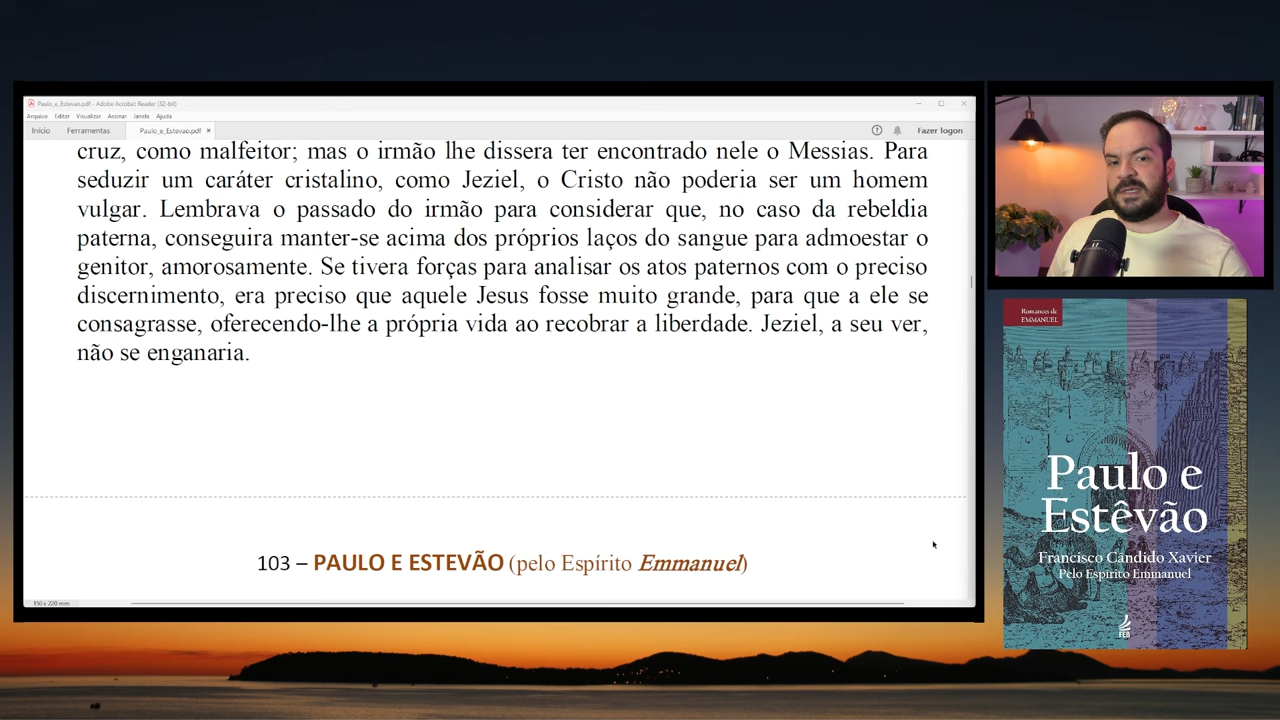 Paulo_e_Estevao.pdf - Adobe Acrobat Reader (32-bit)
Arquivo Editar Visualizar Assinar Janela Ajuda
Início Ferramentas Paulo_e_Estevao.pdf × Fazer logon
cruz, como malfeitor; mas o irmão lhe dissera ter encontrado nele o Messias. Para
seduzir um caráter cristalino, como Jeziel, o Cristo não poderia ser um homem
vulgar. Lembrava o passado do irmão para considerar que, no caso da rebeldia
paterna, conseguira manter-se acima dos próprios laços do sangue para admoestar o
genitor, amorosamente. Se tivera forças para analisar os atos paternos com o preciso
discernimento, era preciso que aquele Jesus fosse muito grande, para que a ele se
consagrasse, oferecendo-lhe a própria vida ao recobrar a liberdade. Jeziel, a seu ver,
não se enganaria.
103 – PAULO E ESTEVÃO (pelo Espírito Emmanuel)
150 x 220 mm
Romances de
EMMANUEL
Paulo e
Estêvão
Francisco Cândido Xavier
Pelo Espírito Emmanuel
FEB